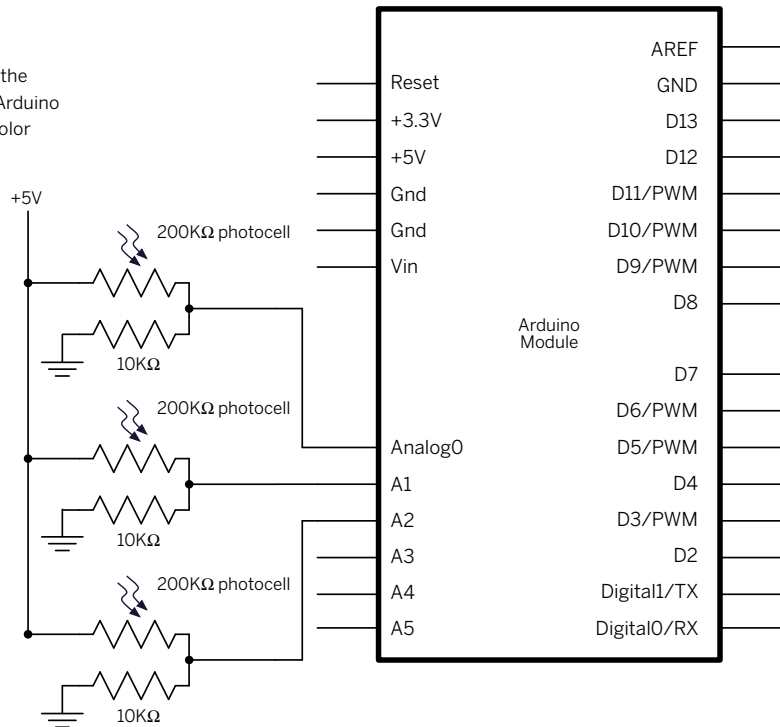 the
Arduino
olor
+5V
200KΩ photocell
10KΩ
200KΩ photocell
10KΩ
200KΩ photocell
10KΩ
Reset
+3.3V
+5V
Gnd
Gnd
Vin
Analog0
A1
A2
A3
A4
A5
Arduino
Module
AREF
GND
D13
D12
D11/PWM
D10/PWM
D9/PWM
D8
D7
D6/PWM
D5/PWM
D4
D3/PWM
D2
Digital1/TX
Digital0/RX